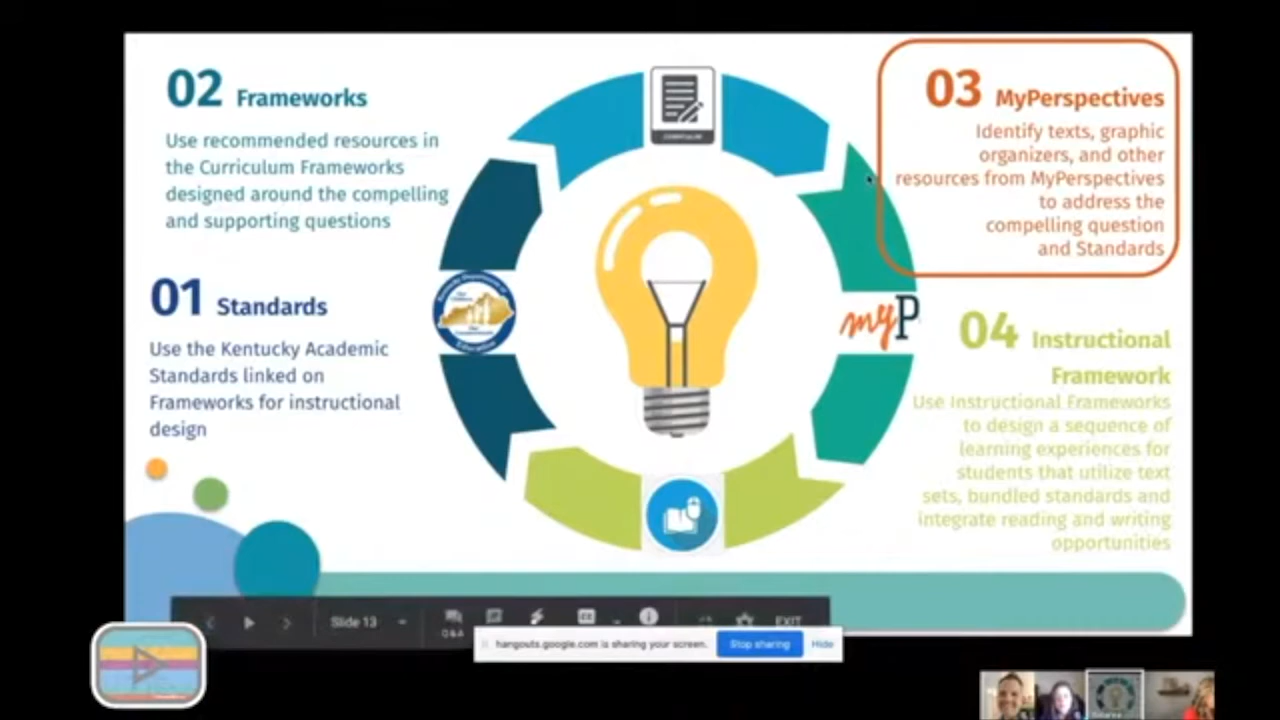 02 Frameworks
Use recommended resources in
the Curriculum Frameworks
designed around the compelling
and supporting questions
01 Standards
Use the Kentucky Academic
Standards linked on
Frameworks for instructional
design
CURRICULUM
myP
03 MyPerspectives
Identify texts, graphic
organizers, and other
resources from MyPerspectives
to address the
compelling question
and Standards
04 Instructional
Framework
Use Instructional Frameworks
to design a sequence of
learning experiences for
students that utilize text
sets, bundled standards and
integrate reading and writing
opportunities
Slide 13
Q&A
CC
EXIT
hangouts.google.com is sharing your screen.
Stop sharing
Hide